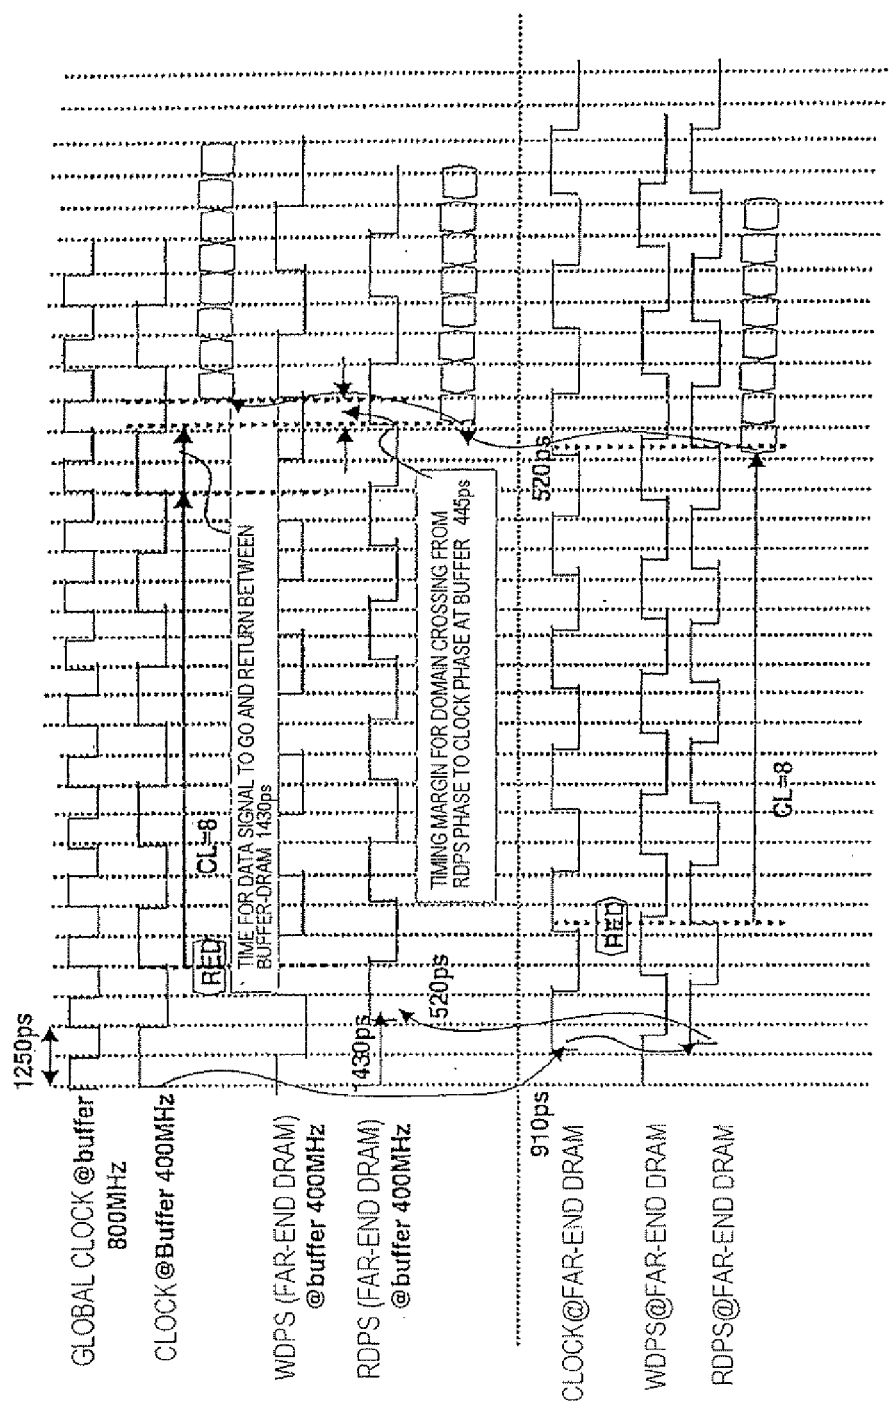 1250ps
GLOBAL CLOCK@buffer
800MHz
CLOCK@Buffer 400MHz
RED
CL=8
TIME FOR DATA SIGNAL TO GO AND RETURN BETWEEN
BUFFER-DRAM 1430ps
WDPS (FAR-END DRAM)
@buffer 400MHz
1430ps
RDPS (FAR-END DRAM)
@buffer 400MHz
520ps
TIMING MARGIN FOR DOMAIN CROSSING FROM
RDPS PHASE TO CLOCK PHASE AT BUFFER 445ps
910ps
520ps
CLOCK@FAR-END DRAM
RED
WDPS@FAR-END DRAM
RDPS@FAR-END DRAM
CL=8